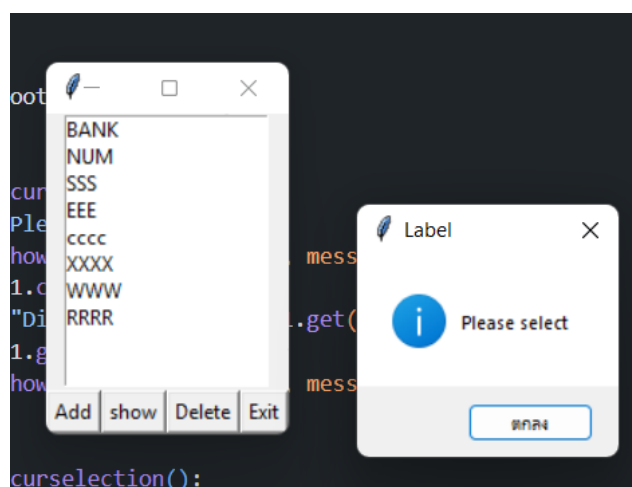 oot
BANK
NUM
SSS
EEE
cccc
XXXX
WWW
RRRR
Add show Delete Exit
Label
Please select
ตกลง
cur
Ple
how
mess
1.c
"Di
.get(
1.g
how
mess
curselection():